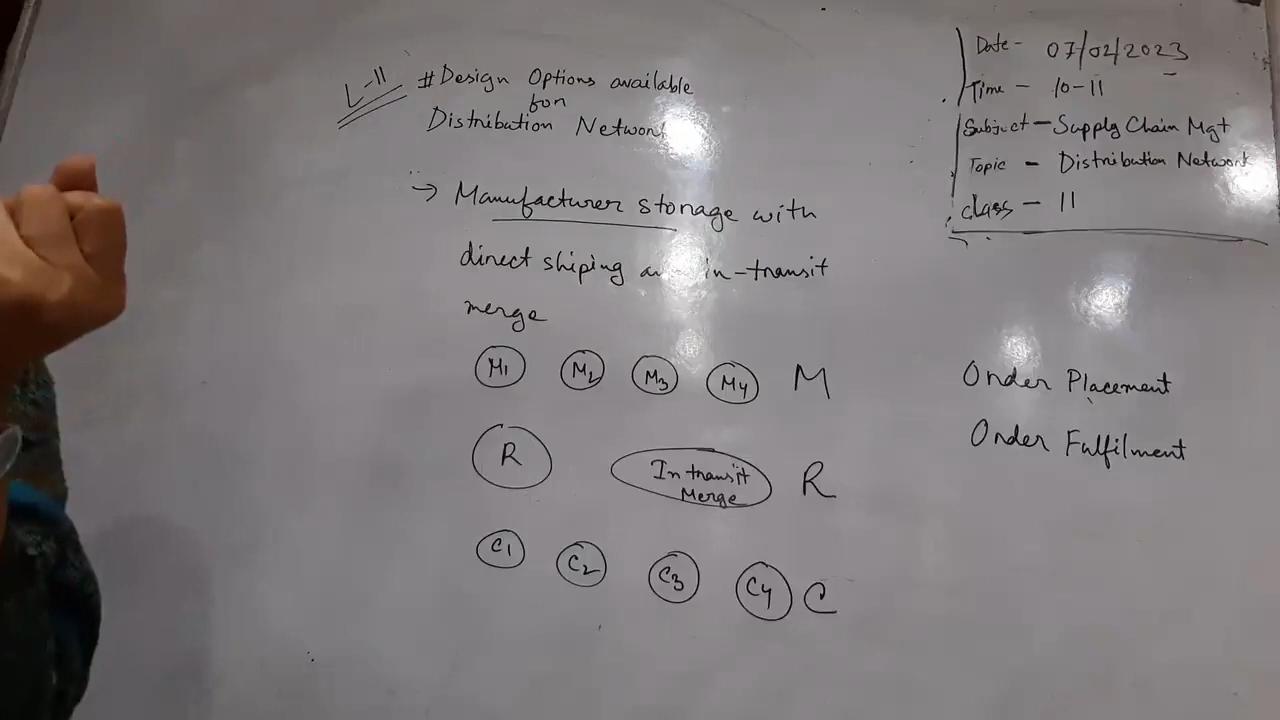 L-11
# Design Options available
for
Distribution Network
→ Manufacturer storage with
direct shiping in-transit
merge
M1 M2 M3 M4 M
R In transit Merge R
C1 C2 C3 C4 C
Date- 07/02/2023
Time - 10-11
Subject - Supply Chain Mgt
Topic - Distribution Network
class - 11
Order Placement
Order Fulfilment